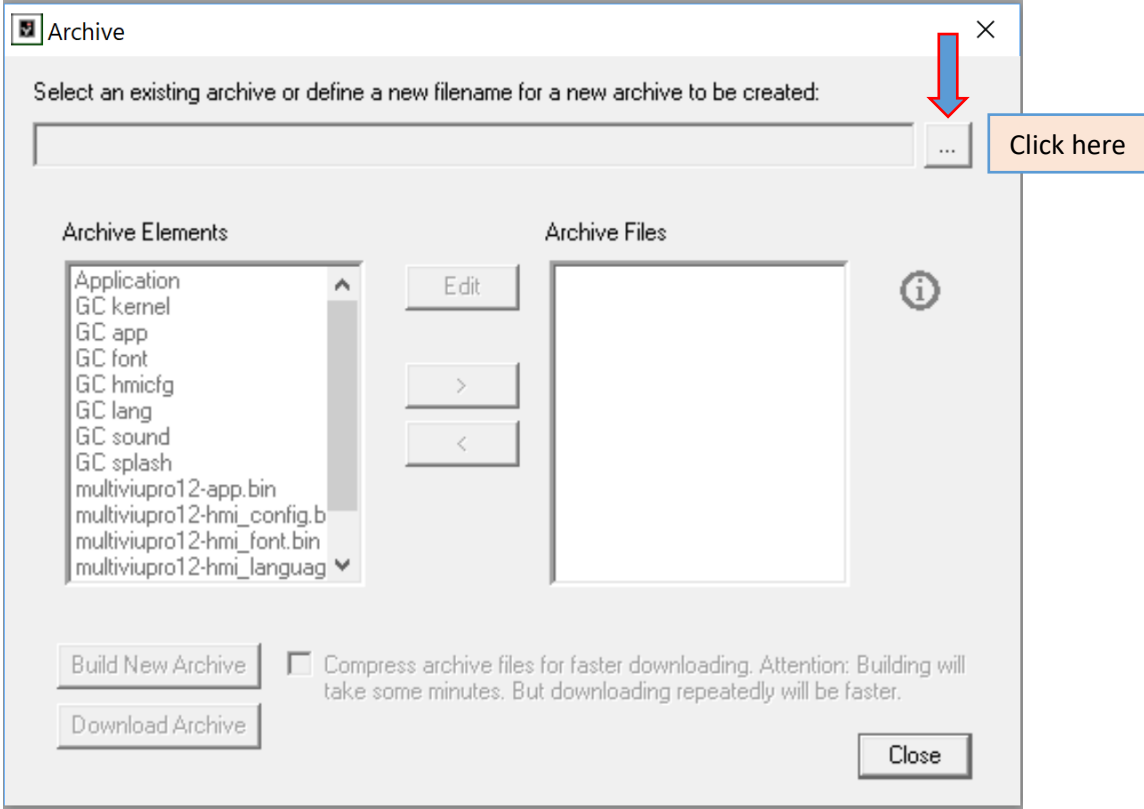 Archive
Select an existing archive or define a new filename for a new archive to be created:
...
Click here
Archive Elements
Archive Files
Application
GC kernel
GC app
GC font
GC hmicfg
GC lang
GC sound
GC splash
multiviupro12-app.bin
multiviupro12-hmi_config.b
multiviupro12-hmi_font.bin
multiviupro12-hmi_languag
Edit
>
<
Build New Archive
Compress archive files for faster downloading. Attention: Building will
take some minutes. But downloading repeatedly will be faster.
Download Archive
Close